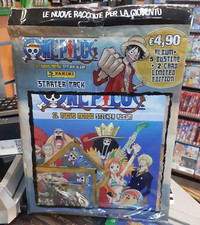 LE NUOVE RACCOLTE PER LA GIOVENTÙ
ONE PIECE
€4,90
PANINI
ALBUM+
5 BUSTINE
+ 2 CARD
LIMITED
EDITION
STARTER PACK
ONE PIECE